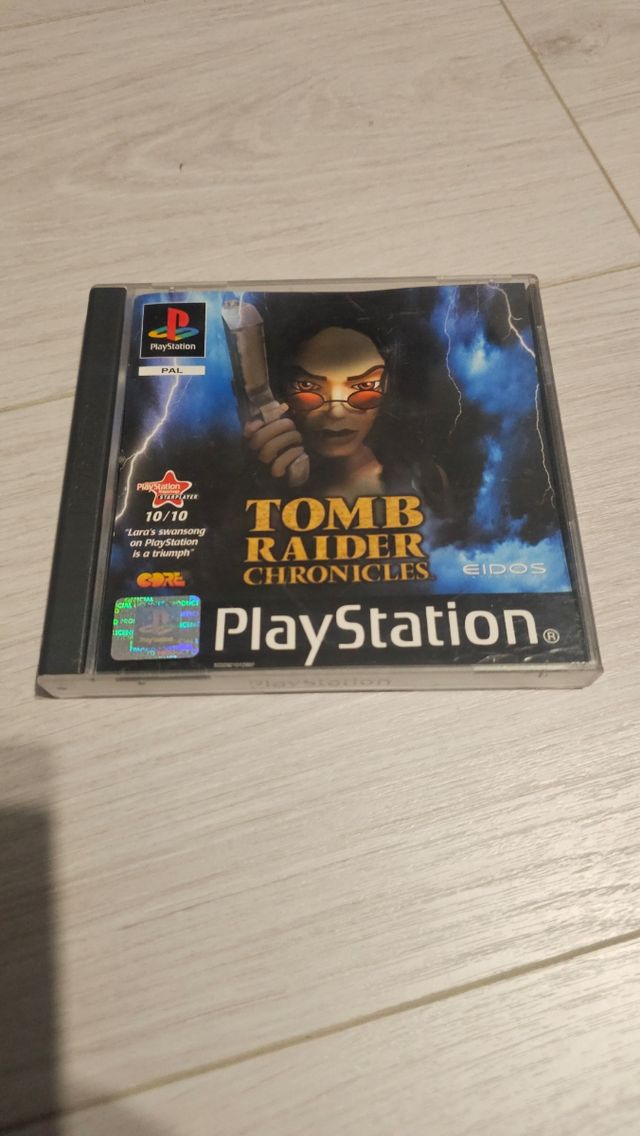 PlayStation
PAL
PlayStation
STARPLAYER
10/10
"Lara's swansong
on PlayStation
is a triumph"
CORE
TOMB
RAIDER
CHRONICLES
EIDOS
PlayStation®
PlayStation